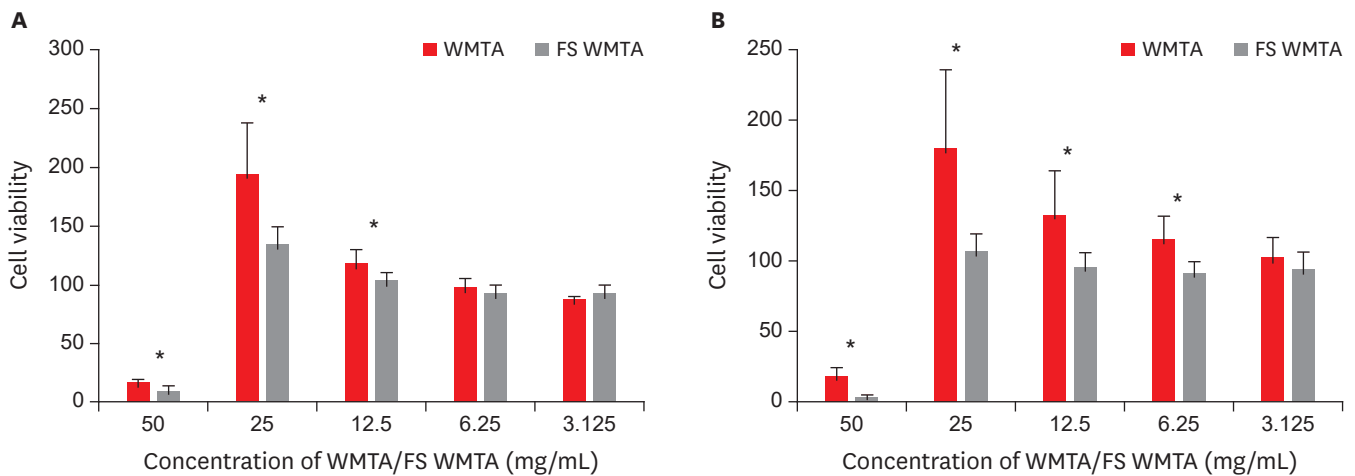 A
300
250
200
150
100
50
0
Cell viability
WMTA FS WMTA
*
*
*
50 25 12.5 6.25 3.125
Concentration of WMTA/FS WMTA (mg/mL)
B
250
200
150
100
50
0
Cell viability
WMTA FS WMTA
*
*
*
*
50 25 12.5 6.25 3.125
Concentration of WMTA/FS WMTA (mg/mL)